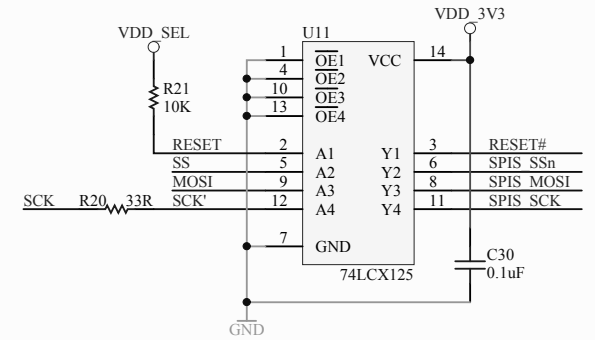 VDD_3V3
VDD_SEL
U11
1 OE1 VCC 14
4 OE2
R21 10 OE3
10K 13 OE4
RESET 2 A1 Y1 3 RESET#
SS 5 A2 Y2 6 SPIS_SSn
MOSI 9 A3 Y3 8 SPIS_MOSI
SCK R20 33R SCK' 12 A4 Y4 11 SPIS_SCK
7 GND
C30
74LCX125 0.1uF
GND